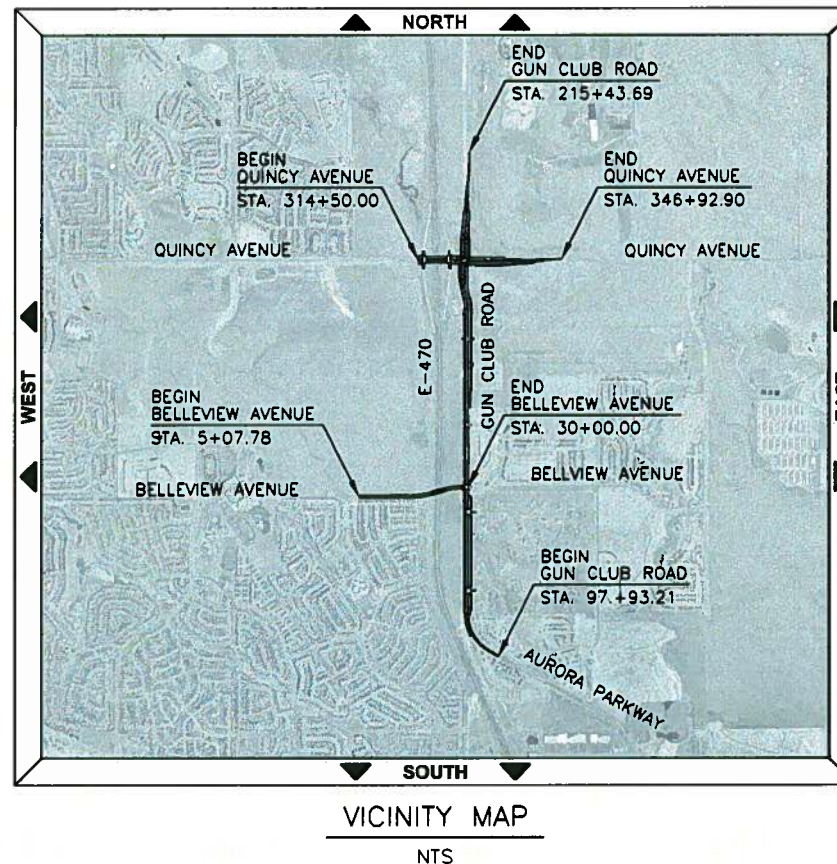 NORTH
END
GUN CLUB ROAD
STA. 215+43.69
BEGIN
QUINCY AVENUE
STA. 314+50.00
END
QUINCY AVENUE
STA. 346+92.90
QUINCY AVENUE
QUINCY AVENUE
WEST
E-470
GUN CLUB ROAD
BEGIN
BELLEVIEW AVENUE
STA. 5+07.78
END
BELLEVIEW AVENUE
STA. 30+00.00
BELLEVIEW AVENUE
BELLVIEW AVENUE
BEGIN
GUN CLUB ROAD
STA. 97.+93.21
AURORA PARKWAY
SOUTH
VICINITY MAP
NTS